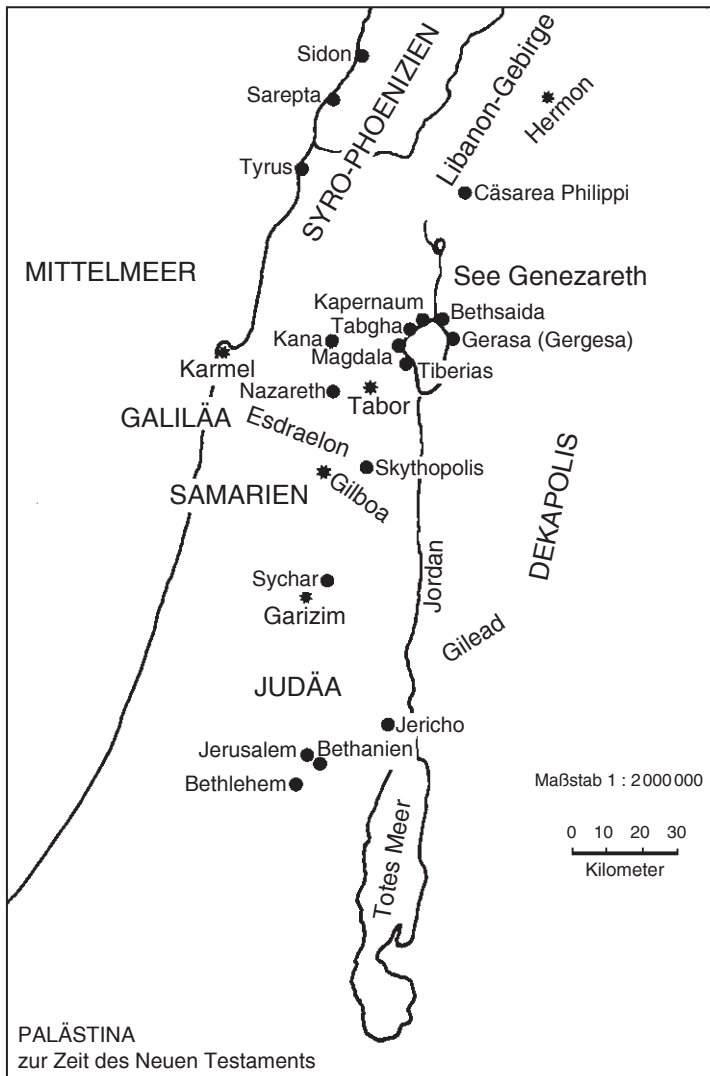 Sidon
Sarepta
SYRO-PHOENIZIEN
Libanon-Gebirge
Hermon
Tyrus
Cäsarea Philippi
MITTELMEER
See Genezareth
Kapernaum
Bethsaida
Tabgha
Kana
Gerasa (Gergesa)
Magdala
Karmel
Tiberias
Nazareth
Tabor
GALILÄA
Esdraelon
Skythopolis
SAMARIEN
Gilboa
DEKAPOLIS
Jordan
Sychar
Garizim
Gilead
JUDÄA
Jericho
Jerusalem
Bethanien
Bethlehem
Maßstab 1 : 2 000 000
0 10 20 30
Kilometer
Totes Meer
PALÄSTINA
zur Zeit des Neuen Testaments